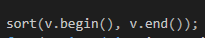 sort(v.begin(), v.end());